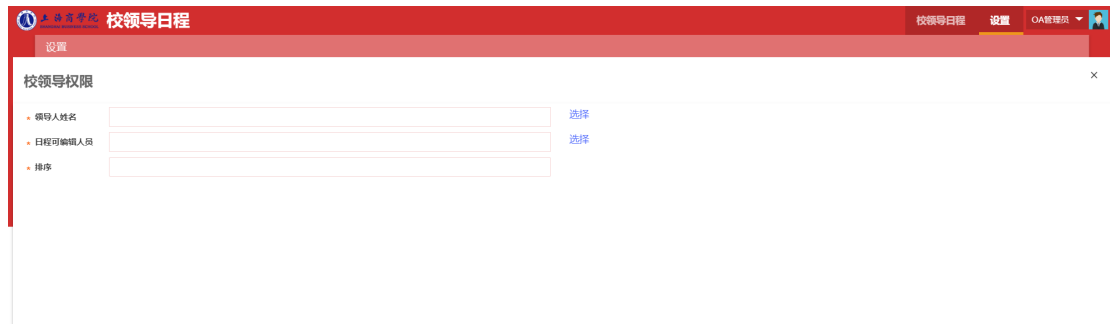 上海商学院 校领导日程 校领导日程 设置 OA管理员
设置
校领导权限 ×
* 领导人姓名 选择
* 日程可编辑人员 选择
* 排序